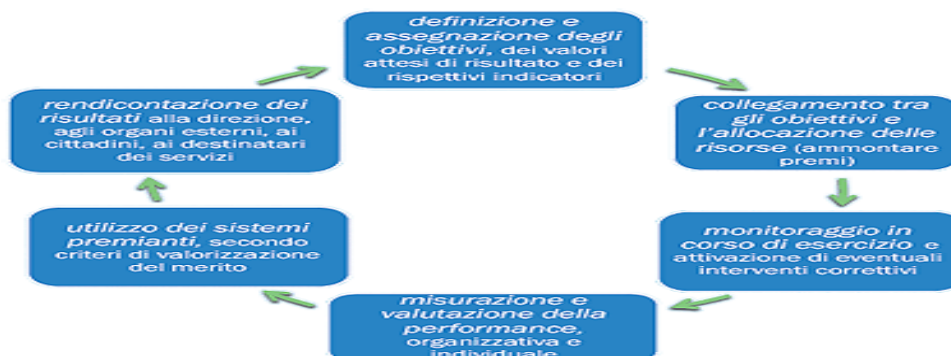 definizione e
assegnazione degli
obiettivi, dei valori
attesi di risultato e dei
rispettivi indicatori
collegamento tra
gli obiettivi e
l'allocazione delle
risorse (ammontare
premi)
monitoraggio in
corso di esercizio e
attivazione di eventuali
interventi correttivi
misurazione e
valutazione della
performance,
organizzativa e
individuale
utilizzo dei sistemi
premianti, secondo
criteri di valorizzazione
del merito
rendicontazione dei
risultati alla direzione,
agli organi esterni, ai
cittadini, ai destinatari
dei servizi